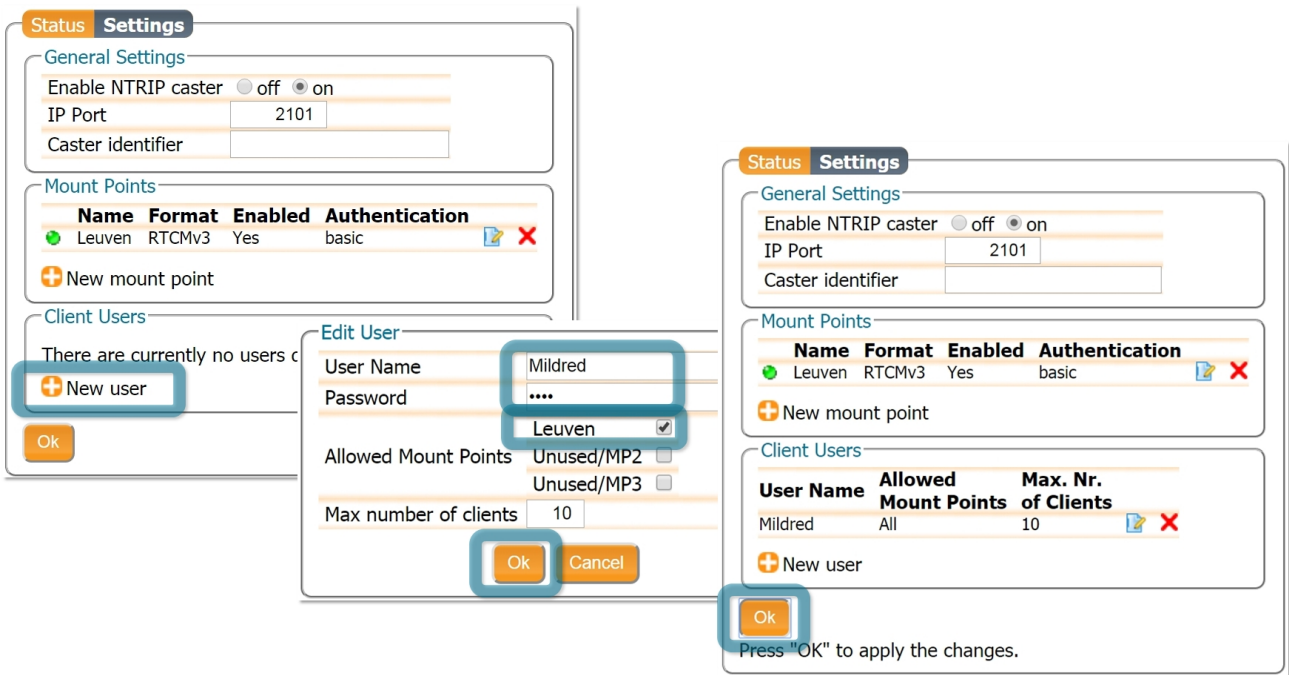 Status Settings
General Settings
Enable NTRIP caster off on
IP Port 2101
Caster identifier
Mount Points
Name Format Enabled Authentication
Leuven RTCMv3 Yes basic
New mount point
Client Users
There are currently no users
New user
Ok
Edit User
User Name Mildred
Password ••••
Allowed Mount Points
Leuven
Unused/MP2
Unused/MP3
Max number of clients 10
Ok Cancel
Status Settings
General Settings
Enable NTRIP caster off on
IP Port 2101
Caster identifier
Mount Points
Name Format Enabled Authentication
Leuven RTCMv3 Yes basic
New mount point
Client Users
User Name Allowed Mount Points Max. Nr. of Clients
Mildred All 10
New user
Ok
Press "OK" to apply the changes.